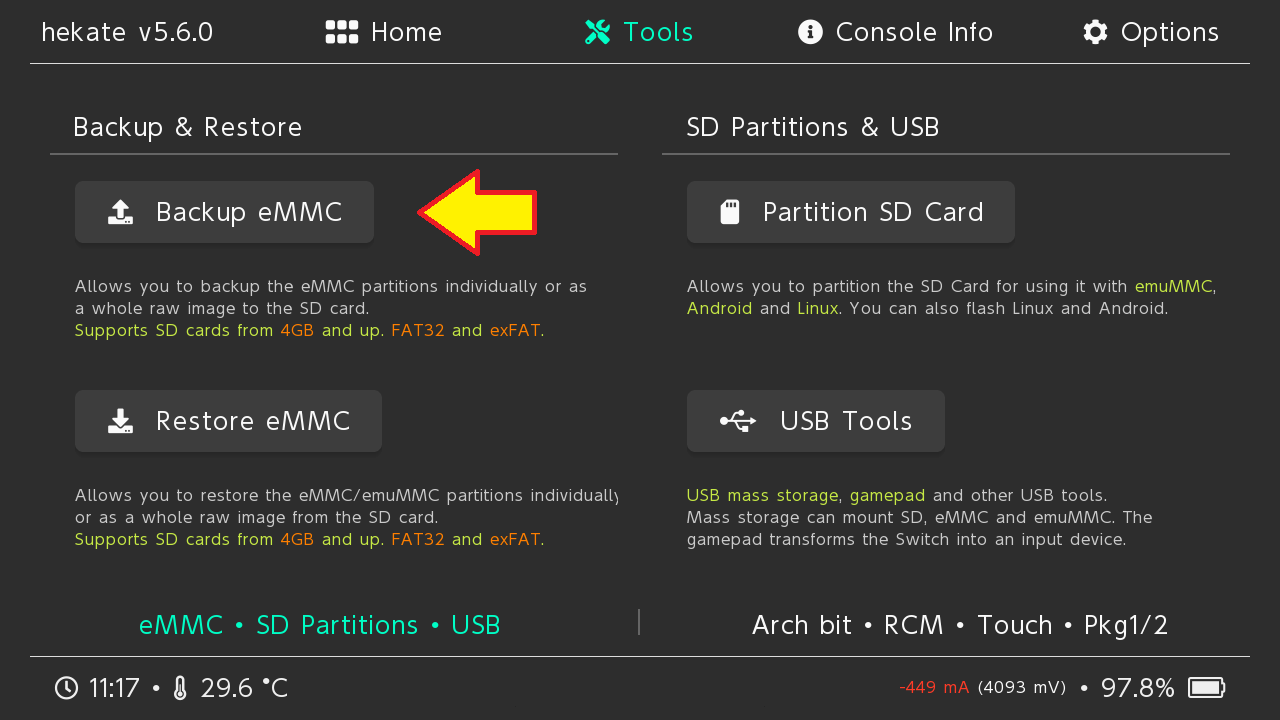 hekate v5.6.0 Home Tools Console Info Options
Backup & Restore
Backup eMMC
Allows you to backup the eMMC partitions individually or as
a whole raw image to the SD card.
Supports SD cards from 4GB and up. FAT32 and exFAT.
Restore eMMC
Allows you to restore the eMMC/emuMMC partitions individually
or as a whole raw image from the SD card.
Supports SD cards from 4GB and up. FAT32 and exFAT.
SD Partitions & USB
Partition SD Card
Allows you to partition the SD Card for using it with emuMMC,
Android and Linux. You can also flash Linux and Android.
USB Tools
USB mass storage, gamepad and other USB tools.
Mass storage can mount SD, eMMC and emuMMC. The
gamepad transforms the Switch into an input device.
eMMC • SD Partitions • USB
Arch bit • RCM • Touch • Pkg1/2
11:17 • 29.6 °C
-449 mA (4093 mV) • 97.8%